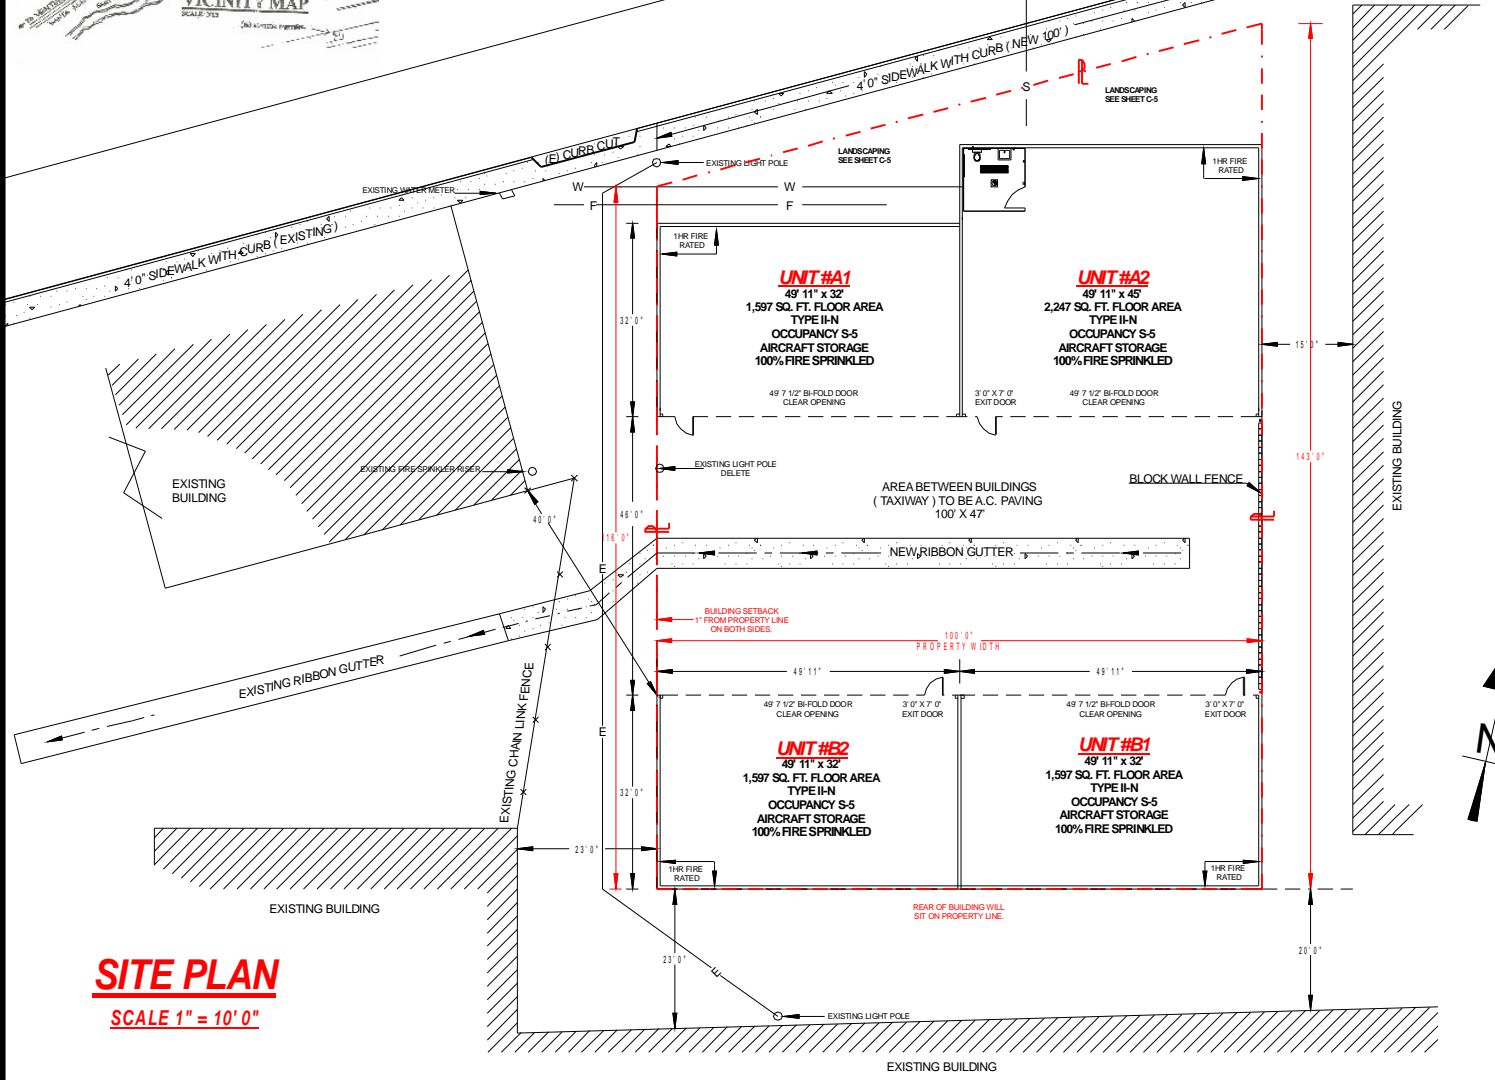 VICINITY MAP
4' 0" SIDEWALK WITH CURB ( NEW 100' )
LANDSCAPING
SEE SHEET C-5
S
(E) CURB CUT
EXISTING LIGHT POLE
LANDSCAPING
SEE SHEET C-5
1HR FIRE
RATED
EXISTING WATER METER
W
W
F
F
4' 0" SIDEWALK WITH CURB ( EXISTING )
1HR FIRE
RATED
UNIT #A1
49' 11" x 32'
1,597 SQ. FT. FLOOR AREA
TYPE II-N
OCCUPANCY S-5
AIRCRAFT STORAGE
100% FIRE SPRINKLED
UNIT #A2
49' 11" x 45'
2,247 SQ. FT. FLOOR AREA
TYPE II-N
OCCUPANCY S-5
AIRCRAFT STORAGE
100% FIRE SPRINKLED
32' 0"
15' 0"
49' 7 1/2" BI-FOLD DOOR
CLEAR OPENING
3' 0" X 7' 0"
EXIT DOOR
49' 7 1/2" BI-FOLD DOOR
CLEAR OPENING
EXISTING BUILDING
143' 0"
EXISTING FIRE SPINKLER RISER
EXISTING LIGHT POLE
DELETE
BLOCK WALL FENCE
EXISTING
BUILDING
AREA BETWEEN BUILDINGS
( TAXIWAY ) TO BE A.C. PAVING
100' X 47'
40' 0"
46' 0"
116' 0"
NEW RIBBON GUTTER
E
BUILDING SETBACK
1" FROM PROPERTY LINE
ON BOTH SIDES.
100' 0"
PROPERTY WIDTH
EXISTING RIBBON GUTTER
49' 11"
49' 11"
EXISTING CHAIN LINK FENCE
49' 7 1/2" BI-FOLD DOOR
CLEAR OPENING
3' 0" X 7' 0"
EXIT DOOR
49' 7 1/2" BI-FOLD DOOR
CLEAR OPENING
3' 0" X 7' 0"
EXIT DOOR
E
N
UNIT #B2
49' 11" x 32'
1,597 SQ. FT. FLOOR AREA
TYPE II-N
OCCUPANCY S-5
AIRCRAFT STORAGE
100% FIRE SPRINKLED
UNIT #B1
49' 11" x 32'
1,597 SQ. FT. FLOOR AREA
TYPE II-N
OCCUPANCY S-5
AIRCRAFT STORAGE
100% FIRE SPRINKLED
32' 0"
23' 0"
1HR FIRE
RATED
1HR FIRE
RATED
EXISTING BUILDING
REAR OF BUILDING WILL
SIT ON PROPERTY LINE.
23' 0"
20' 0"
E
SITE PLAN
SCALE 1" = 10' 0"
EXISTING LIGHT POLE
EXISTING BUILDING